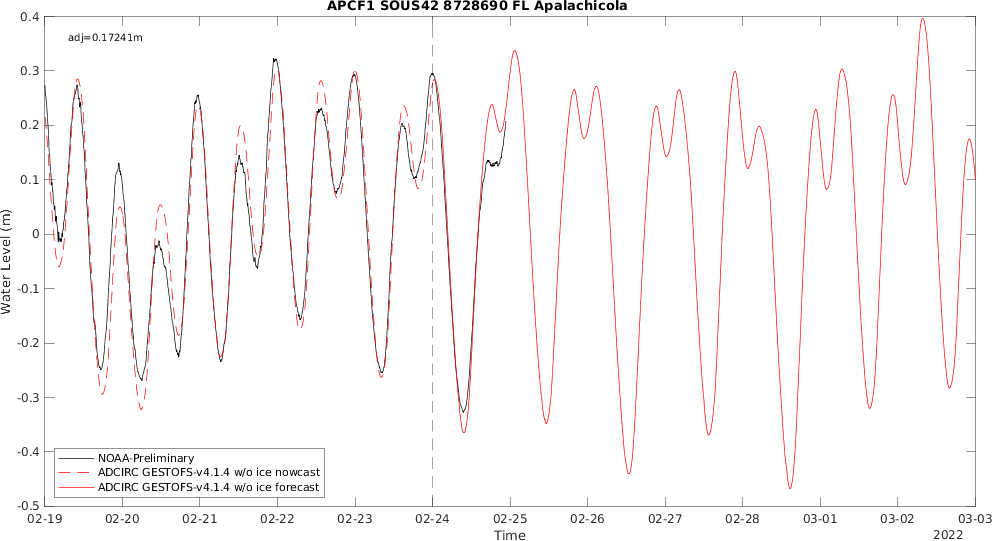 APCF1 SOUS42 8728690 FL Apalachicola
adj=0.17241m
0.4
0.3
0.2
0.1
0
-0.1
-0.2
-0.3
-0.4
-0.5
Water Level (m)
NOAA-Preliminary
ADCIRC GESTOFS-v4.1.4 w/o ice nowcast
ADCIRC GESTOFS-v4.1.4 w/o ice forecast
02-19 02-20 02-21 02-22 02-23 02-24 02-25 02-26 02-27 02-28 03-01 03-02 03-03
Time
2022